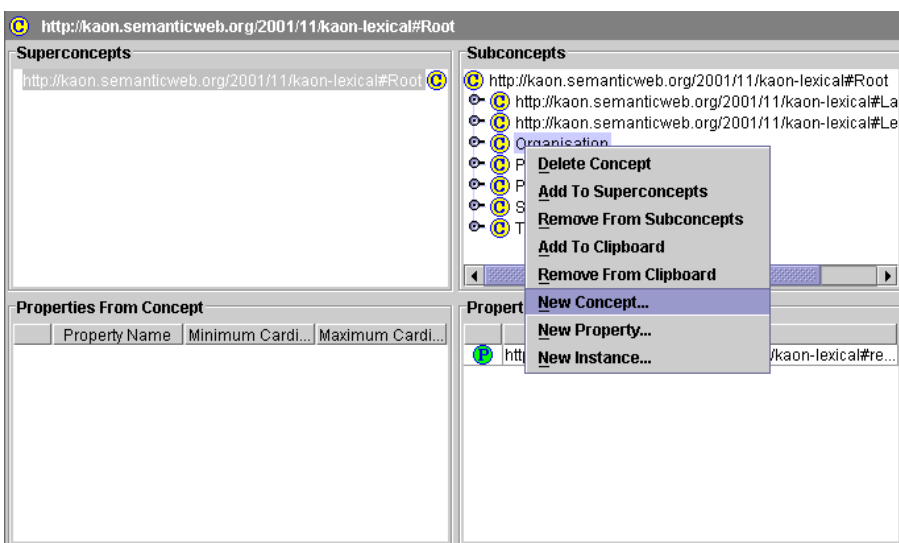 http://kaon.semanticweb.org/2001/11/kaon-lexical#Root
Superconcepts
http://kaon.semanticweb.org/2001/11/kaon-lexical#Root
Subconcepts
http://kaon.semanticweb.org/2001/11/kaon-lexical#Root
http://kaon.semanticweb.org/2001/11/kaon-lexical#La
http://kaon.semanticweb.org/2001/11/kaon-lexical#Le
Organisation
P
P
S
T
Delete Concept
Add To Superconcepts
Remove From Subconcepts
Add To Clipboard
Remove From Clipboard
New Concept...
New Property...
New Instance...
Properties From Concept
Property Name Minimum Cardi... Maximum Cardi...
Propert
P htt /kaon-lexical#re...